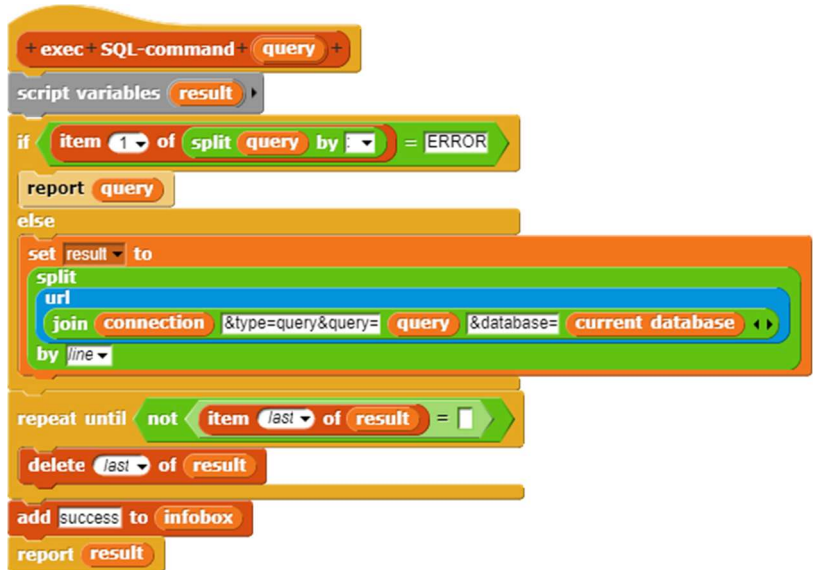 + exec + SQL-command + query +
script variables result
if item 1 of split query by : = ERROR
report query
else
set result to
split
url
join connection &type=query&query= query &database= current database
by line
repeat until not item last of result =
delete last of result
add success to infobox
report result